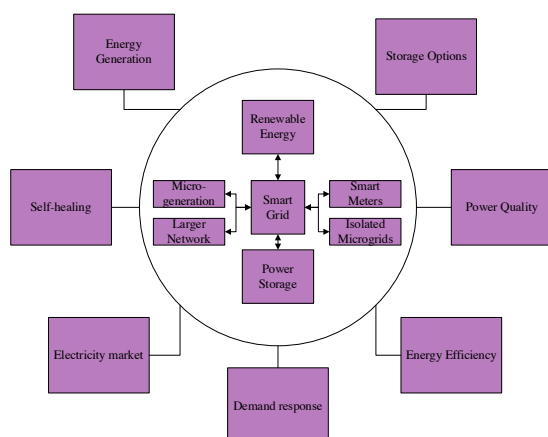 Energy
Generation
Storage Options
Renewable
Energy
Micro-
generation
Smart
Grid
Smart
Meters
Self-healing
Power Quality
Larger
Network
Isolated
Microgrids
Power
Storage
Electricity market
Energy Efficiency
Demand response